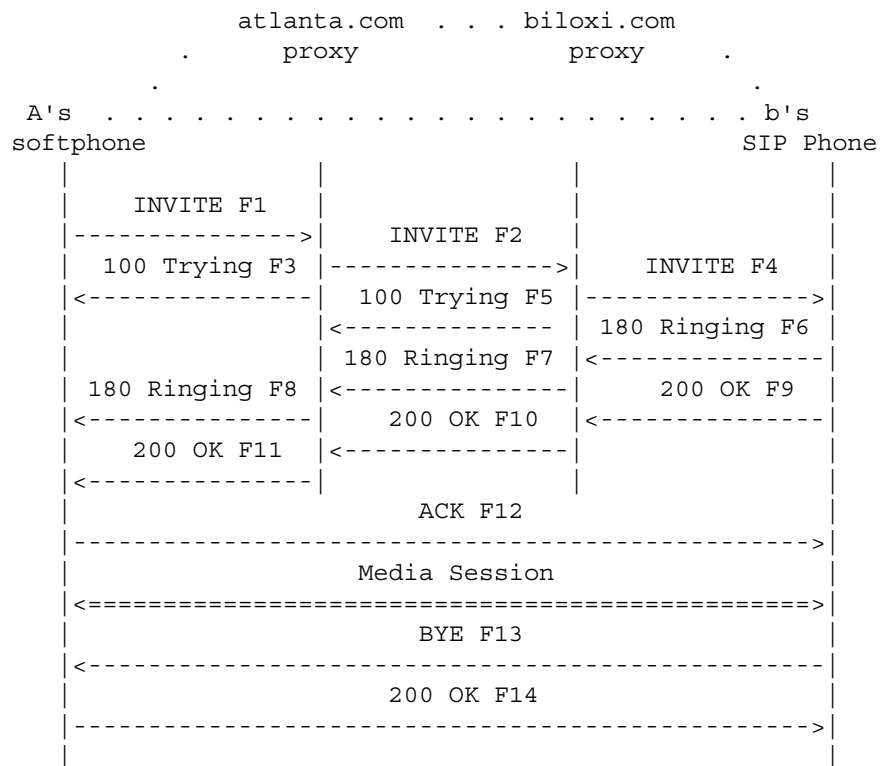 atlanta.com . . . biloxi.com
. proxy proxy .
. .
A's . . . . . . . . . . . . . . . . . . . . . . b's
softphone SIP Phone
| | | |
| INVITE F1 | | |
|--------------->| INVITE F2 | |
| 100 Trying F3 |--------------->| INVITE F4 |
|<---------------| 100 Trying F5 |--------------->|
| |<-------------- | 180 Ringing F6 |
| | 180 Ringing F7 |<---------------|
| 180 Ringing F8 |<---------------| 200 OK F9 |
|<---------------| 200 OK F10 |<---------------|
| 200 OK F11 |<---------------| |
|<---------------| | |
| ACK F12 |
|------------------------------------------------->|
| Media Session |
|<================================================>|
| BYE F13 |
|<-------------------------------------------------|
| 200 OK F14 |
|------------------------------------------------->|
| |